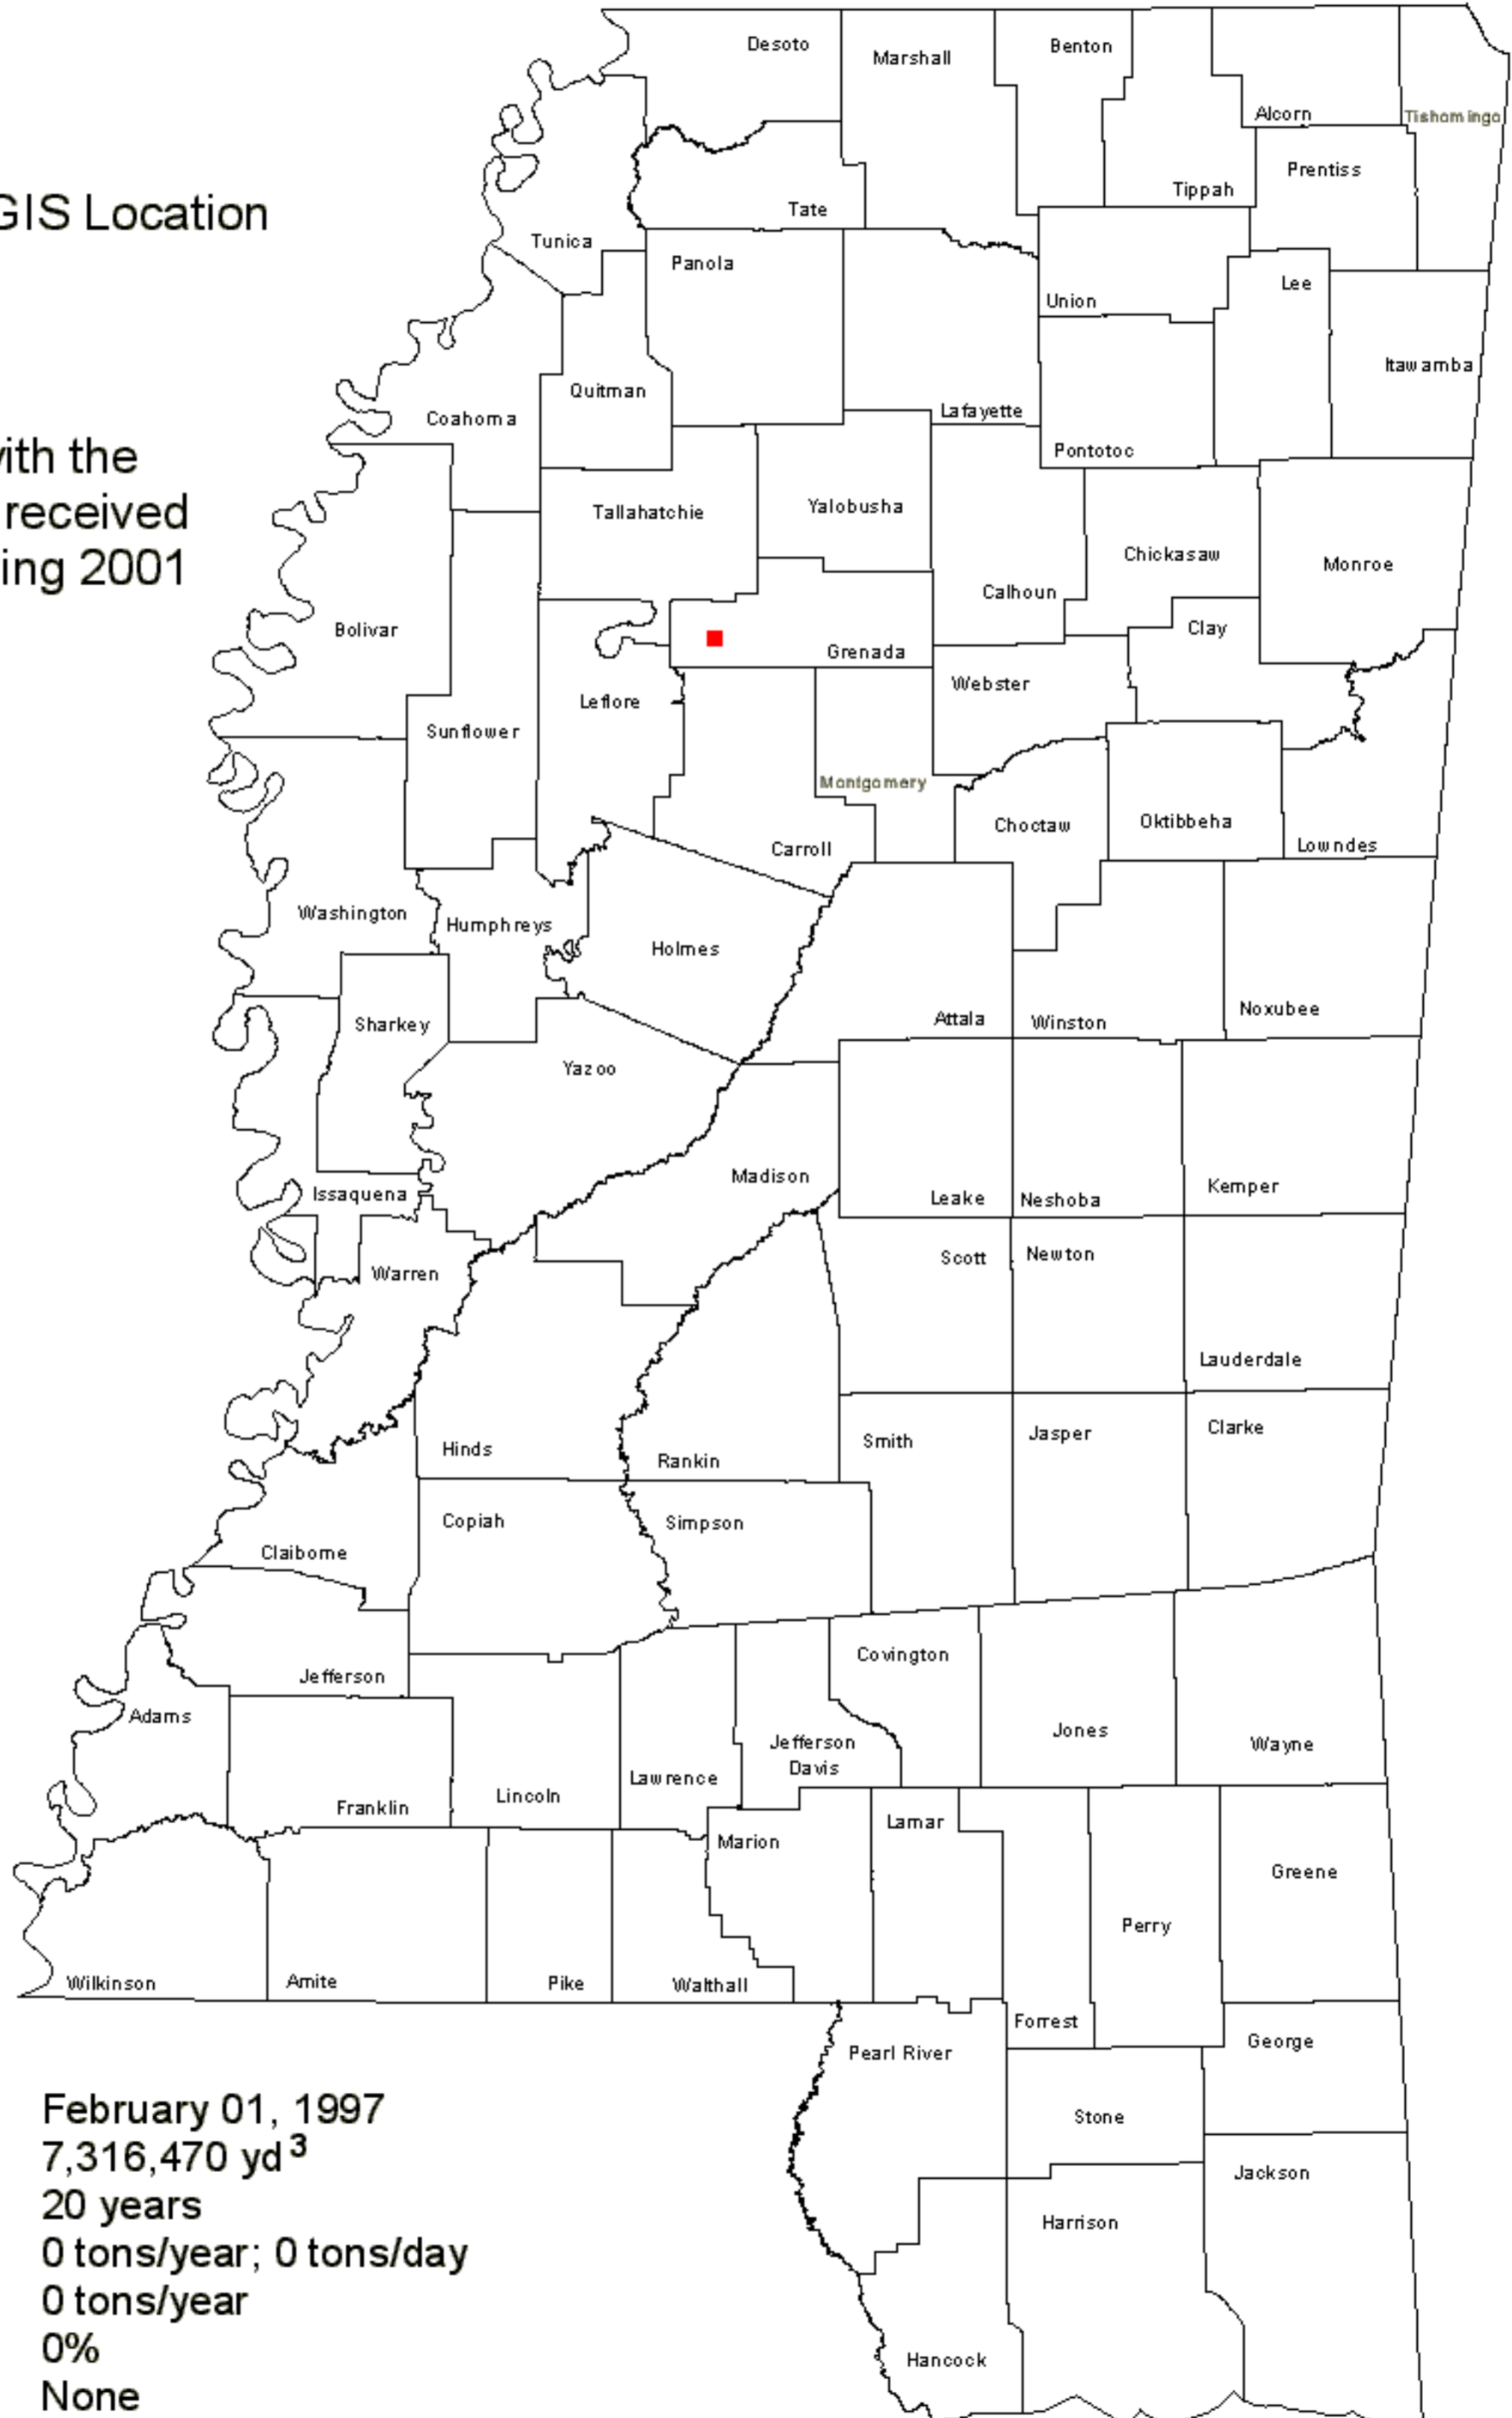 Desoto
Marshall
Benton
Alcorn
Tishomingo
Prentiss
Tippah
GIS Location
Tate
Tunica
Panola
Union
Lee
Itawamba
Quitman
Coahoma
Lafayette
Pontotoc
with the
received
ing 2001
Tallahatchie
Yalobusha
Chickasaw
Monroe
Calhoun
Bolivar
Clay
Grenada
Webster
Leflore
Sunflower
Montgomery
Choctaw
Oktibbeha
Lowndes
Carroll
Washington
Humphreys
Holmes
Noxubee
Attala
Winston
Sharkey
Yazoo
Madison
Issaquena
Leake
Neshoba
Kemper
Scott
Newton
Warren
Lauderdale
Hinds
Rankin
Smith
Jasper
Clarke
Copiah
Simpson
Claiborne
Jefferson
Covington
Adams
Jefferson
Davis
Jones
Wayne
Lawrence
Lincoln
Franklin
Marion
Lamar
Greene
Perry
Wilkinson
Amite
Pike
Walthall
Forrest
George
Pearl River
Stone
Jackson
Harrison
Hancock
February 01, 1997
7,316,470 yd³
20 years
0 tons/year; 0 tons/day
0 tons/year
0%
None